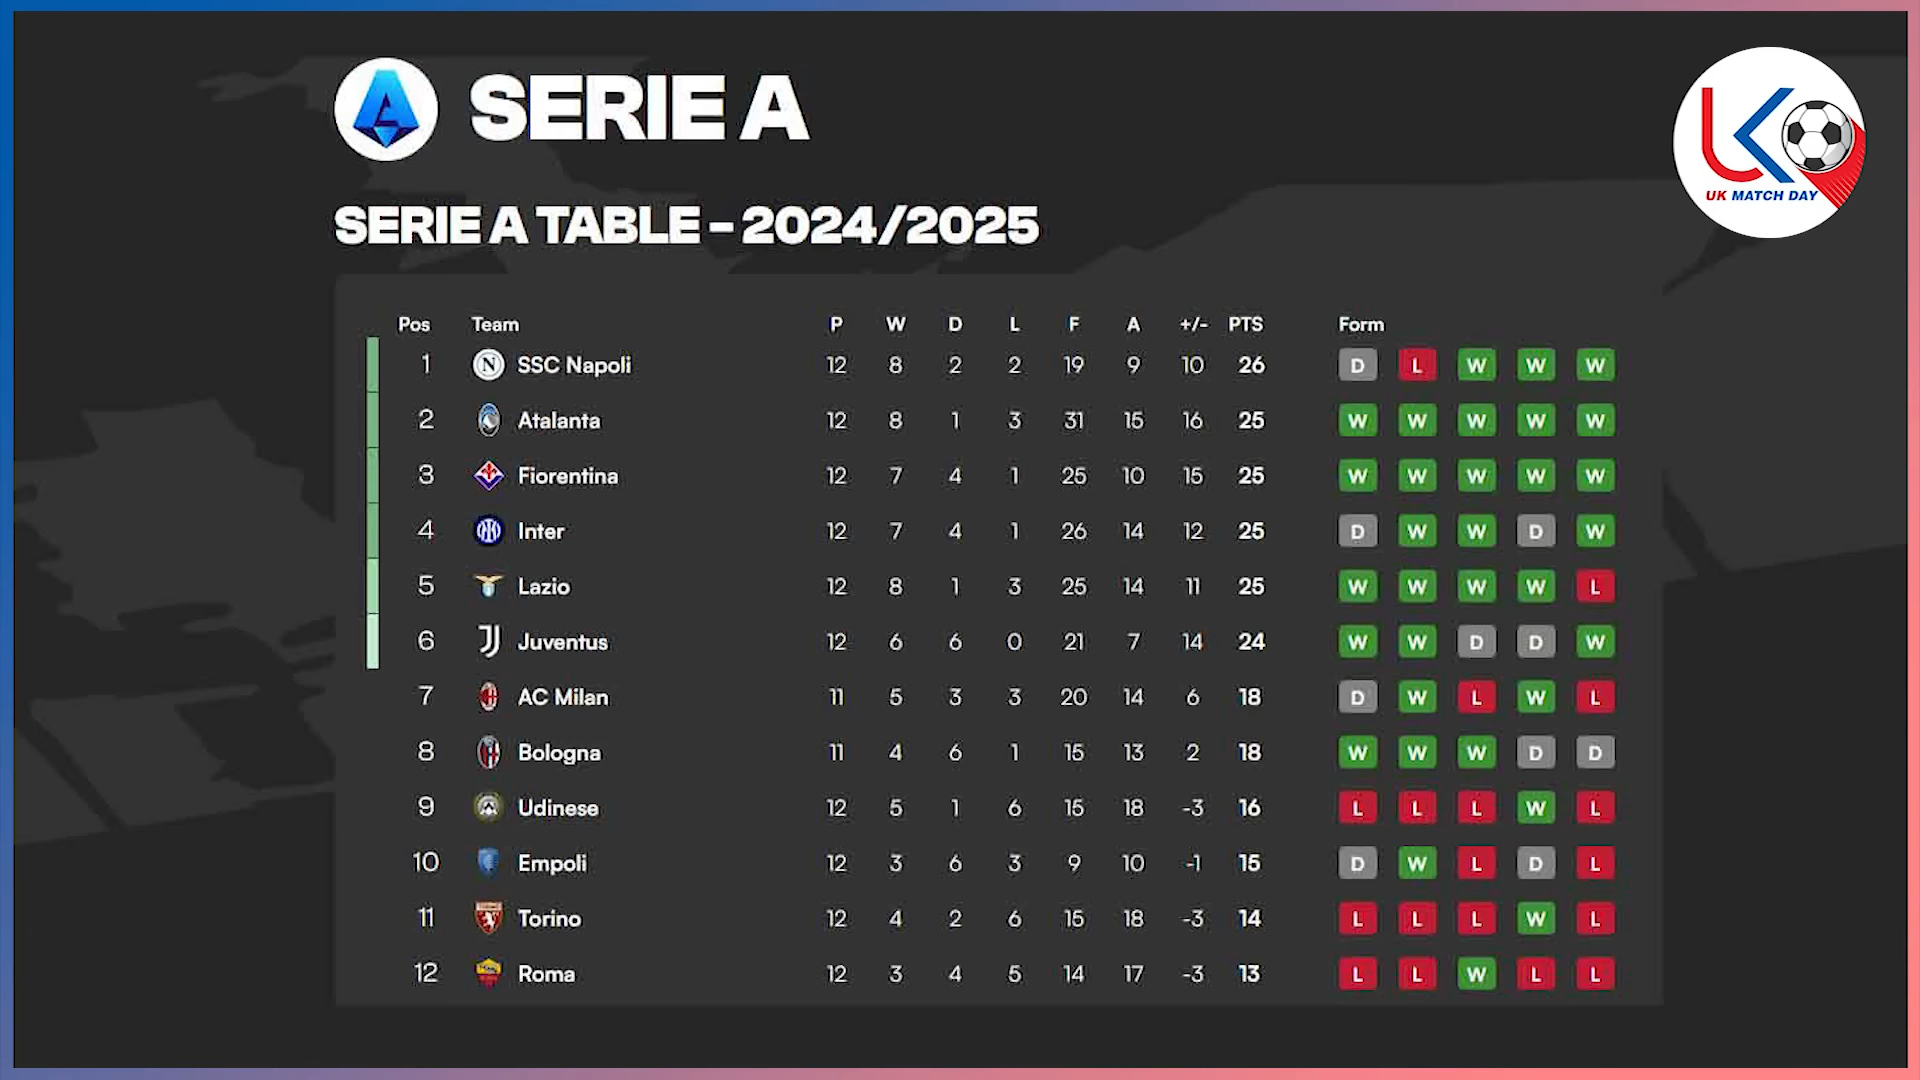 SERIE A
UK MATCH DAY
SERIE A TABLE - 2024/2025
Pos Team P W D L F A +/- PTS Form
1 N SSC Napoli 12 8 2 2 19 9 10 26 D L W W W
2 Atalanta 12 8 1 3 31 15 16 25 W W W W W
3 Fiorentina 12 7 4 1 25 10 15 25 W W W W W
4 Inter 12 7 4 1 26 14 12 25 D W W D W
5 Lazio 12 8 1 3 25 14 11 25 W W W W L
6 Juventus 12 6 6 0 21 7 14 24 W W D D W
7 AC Milan 11 5 3 3 20 14 6 18 D W L W L
8 Bologna 11 4 6 1 15 13 2 18 W W W D D
9 Udinese 12 5 1 6 15 18 -3 16 L L L W L
10 Empoli 12 3 6 3 9 10 -1 15 D W L D L
11 Torino 12 4 2 6 15 18 -3 14 L L L W L
12 Roma 12 3 4 5 14 17 -3 13 L L W L L